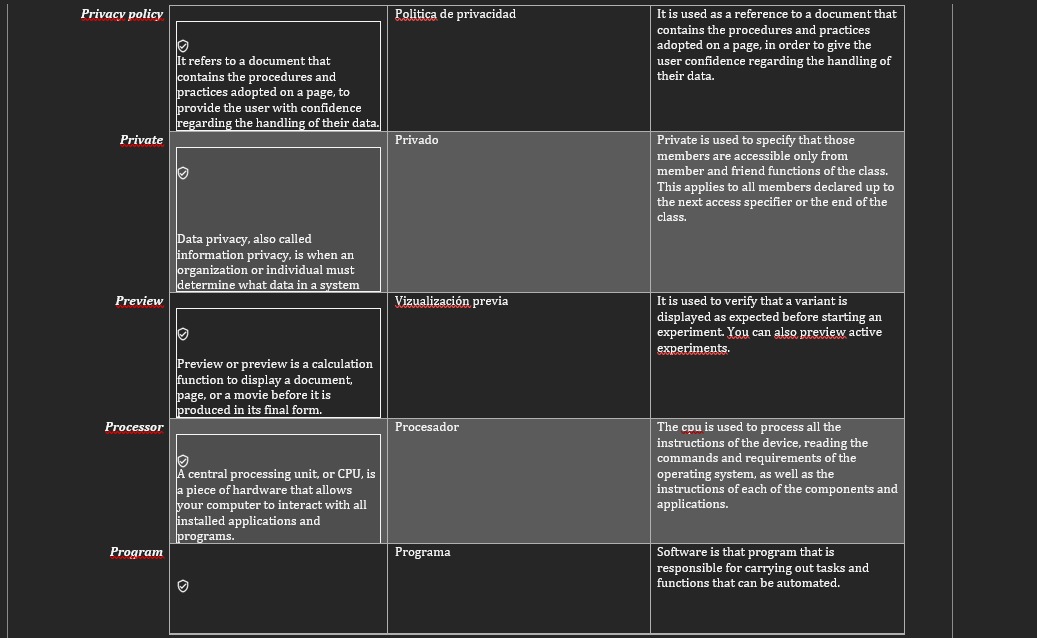 Privacy policy
It refers to a document that
contains the procedures and
practices adopted on a page, to
provide the user with confidence
regarding the handling of their data.
Politica de privacidad
It is used as a reference to a document that
contains the procedures and practices
adopted on a page, in order to give the
user confidence regarding the handling of
their data.
Private
Data privacy, also called
information privacy, is when an
organization or individual must
determine what data in a system
Privado
Private is used to specify that those
members are accessible only from
member and friend functions of the class.
This applies to all members declared up to
the next access specifier or the end of the
class.
Preview
Preview or preview is a calculation
function to display a document,
page, or a movie before it is
produced in its final form.
Vizualización previa
It is used to verify that a variant is
displayed as expected before starting an
experiment. You can also preview active
experiments.
Processor
A central processing unit, or CPU, is
a piece of hardware that allows
your computer to interact with all
installed applications and
programs.
Procesador
The cpu is used to process all the
instructions of the device, reading the
commands and requirements of the
operating system, as well as the
instructions of each of the components and
applications.
Program
Programa
Software is that program that is
responsible for carrying out tasks and
functions that can be automated.